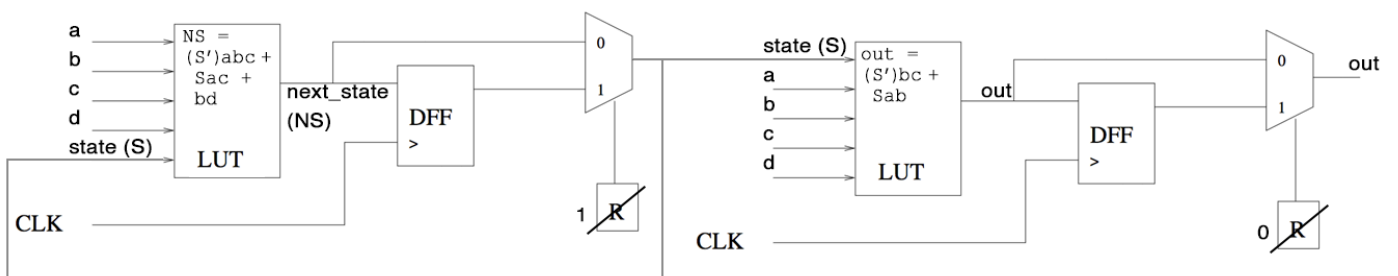 a
b
c
d
state (S)
NS =
(S')abc +
Sac +
bd
LUT
next_state
(NS)
DFF
>
0
1
1
R
CLK
state (S)
a
b
c
d
out =
(S')bc +
Sab
LUT
out
DFF
>
0
1
out
0
R
CLK